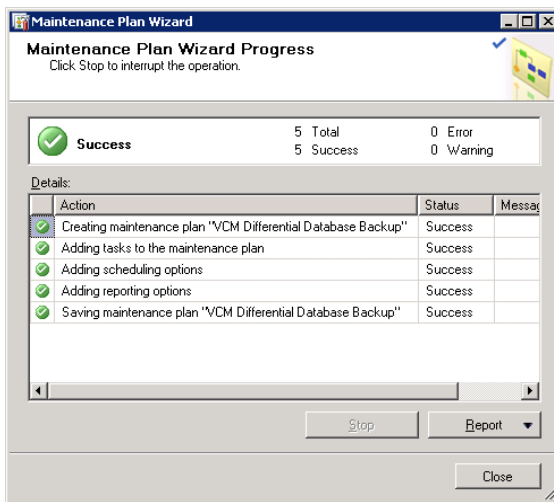 Maintenance Plan Wizard
Maintenance Plan Wizard Progress
Click Stop to interrupt the operation.
Success
5 Total
0 Error
5 Success
0 Warning
Details:
Action Status Messag
Creating maintenance plan "VCM Differential Database Backup" Success
Adding tasks to the maintenance plan Success
Adding scheduling options Success
Adding reporting options Success
Saving maintenance plan "VCM Differential Database Backup" Success
Stop Report
Close